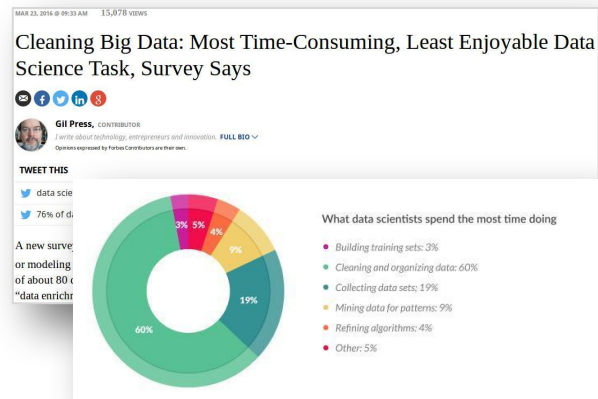 MAR 23, 2016 @ 09:33 AM 15,078 VIEWS
Cleaning Big Data: Most Time-Consuming, Least Enjoyable Data
Science Task, Survey Says
Gil Press, CONTRIBUTOR
I write about technology, entrepreneurs and innovation. FULL BIO
Opinions expressed by Forbes Contributors are their own.
TWEET THIS
data scie
76% of da
A new survey
or modeling
of about 80 d
"data enrichn
3% 5%
4%
9%
19%
60%
What data scientists spend the most time doing
Building training sets: 3%
Cleaning and organizing data: 60%
Collecting data sets; 19%
Mining data for patterns: 9%
Refining algorithms: 4%
Other: 5%